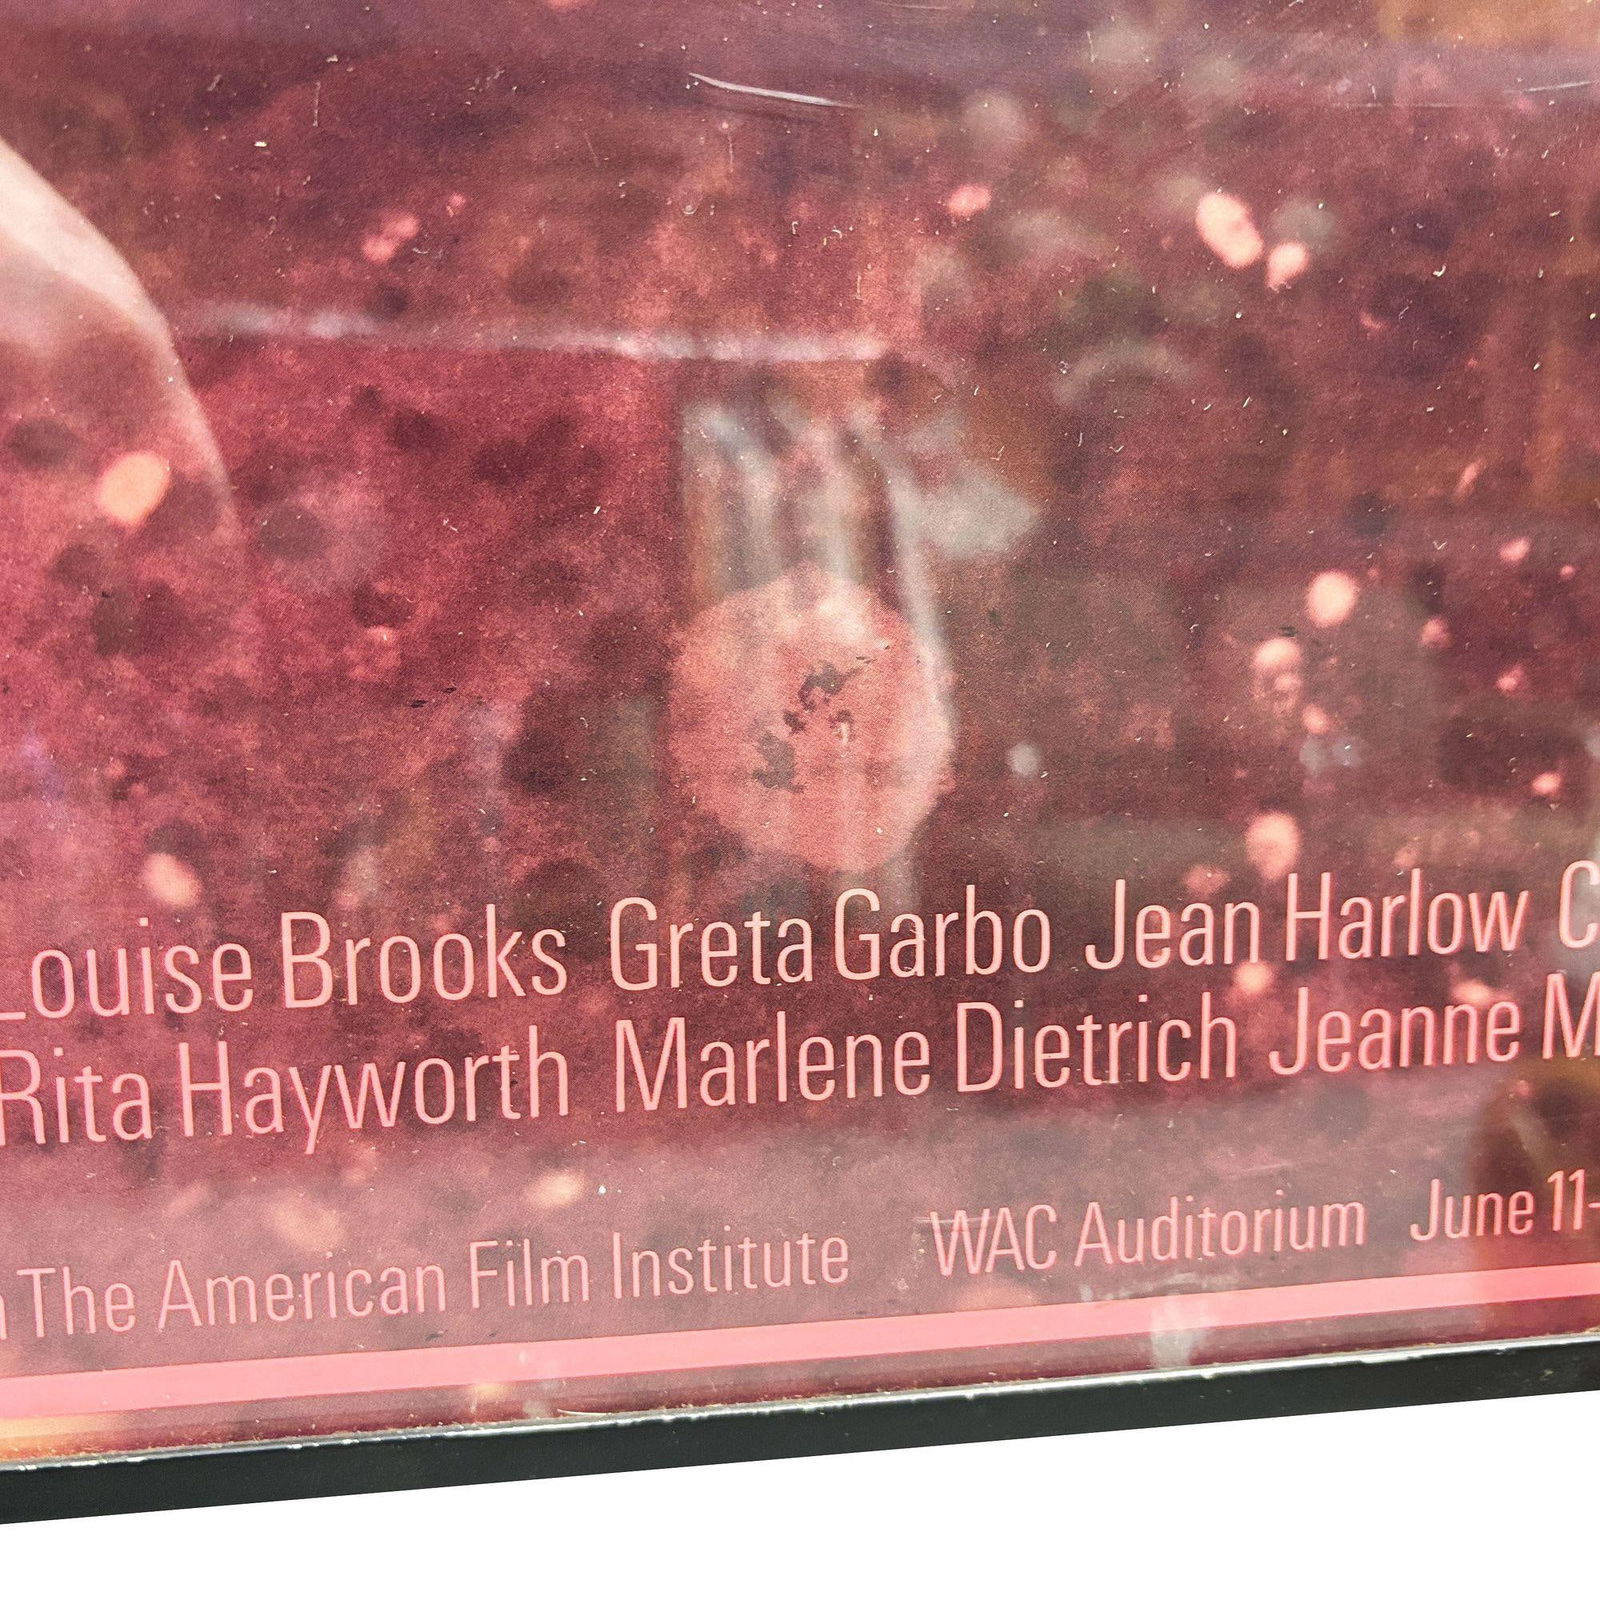 Louise Brooks Greta Garbo Jean Harlow
Rita Hayworth Marlene Dietrich Jeanne
The American Film Institute WAC Auditorium June 11-